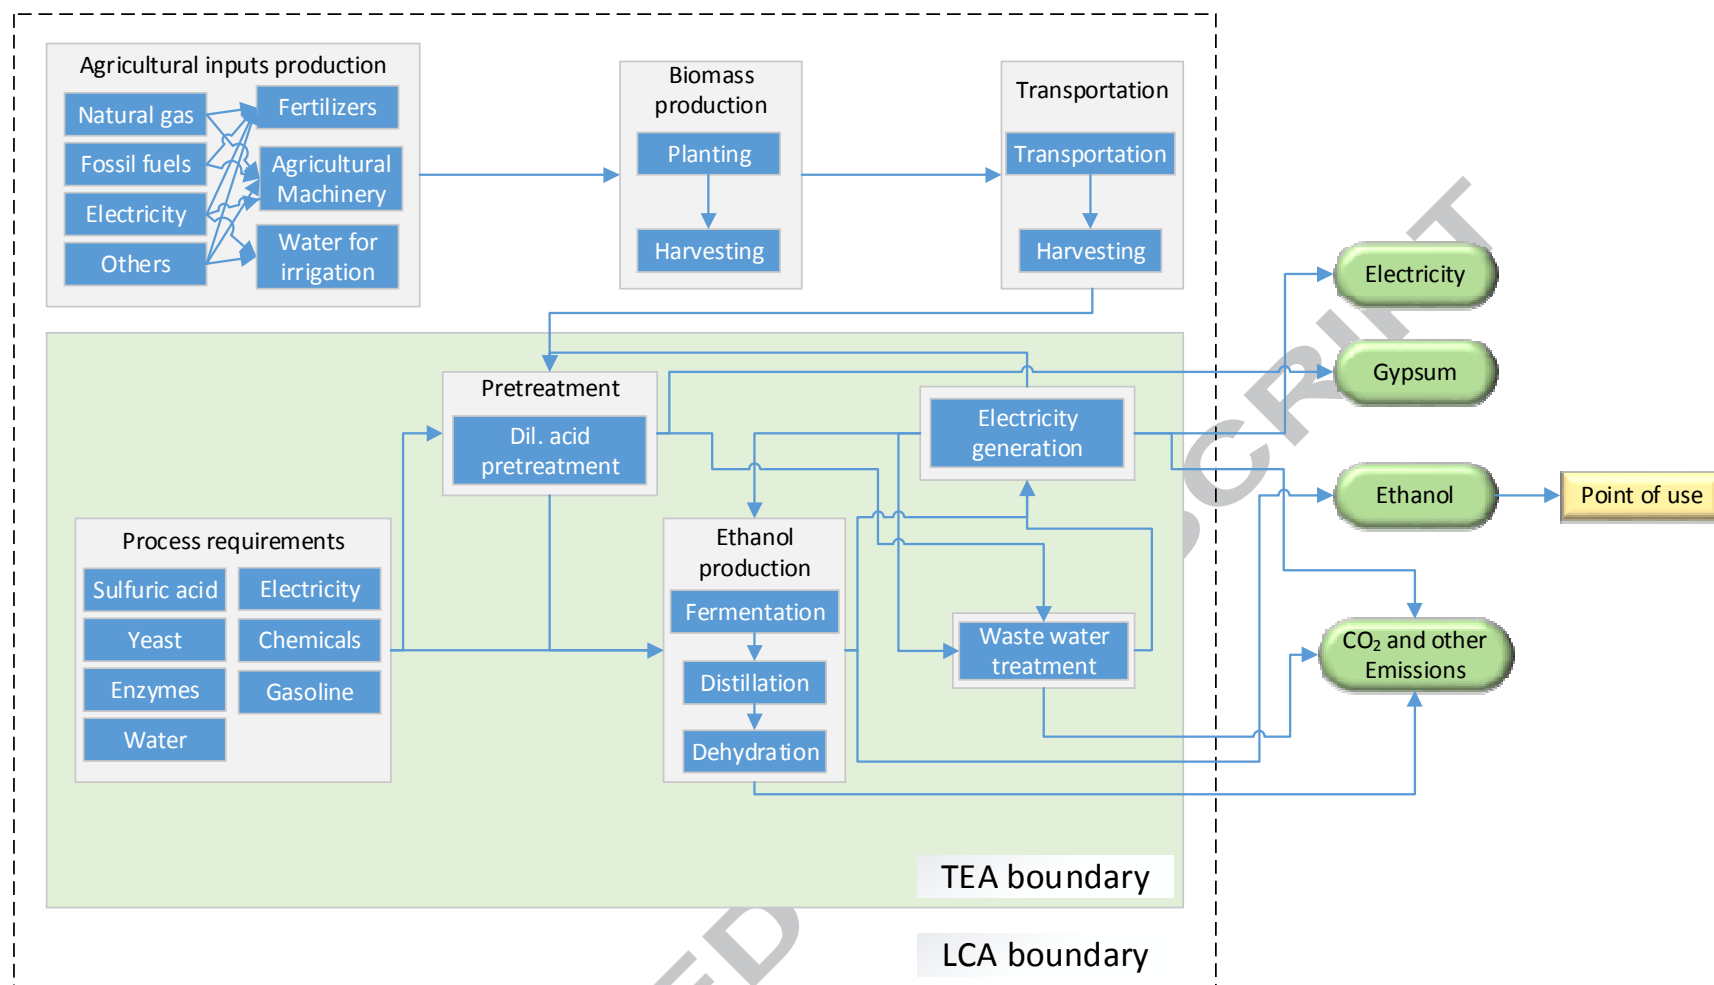 Agricultural inputs production
Natural gas
Fossil fuels
Electricity
Others
Fertilizers
Agricultural
Machinery
Water for
irrigation
Biomass
production
Planting
Harvesting
Transportation
Transportation
Harvesting
Electricity
Gypsum
Ethanol
Point of use
CO₂ and other
Emissions
Pretreatment
Dil. acid
pretreatment
Electricity
generation
Process requirements
Sulfuric acid
Yeast
Enzymes
Water
Electricity
Chemicals
Gasoline
Ethanol
production
Fermentation
Distillation
Dehydration
Waste water
treatment
TEA boundary
LCA boundary
ED
SCRIPT